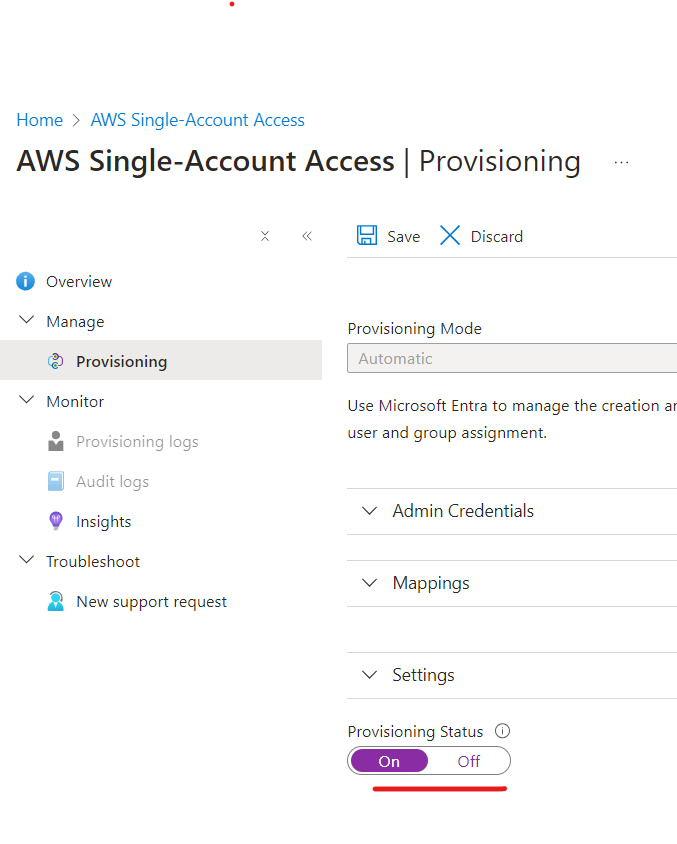 Home > AWS Single-Account Access
AWS Single-Account Access | Provisioning ...
Save Discard
Overview
Manage
Provisioning
Monitor
Provisioning logs
Audit logs
Insights
Troubleshoot
New support request
Provisioning Mode
Automatic
Use Microsoft Entra to manage the creation
user and group assignment.
Admin Credentials
Mappings
Settings
Provisioning Status
On Off